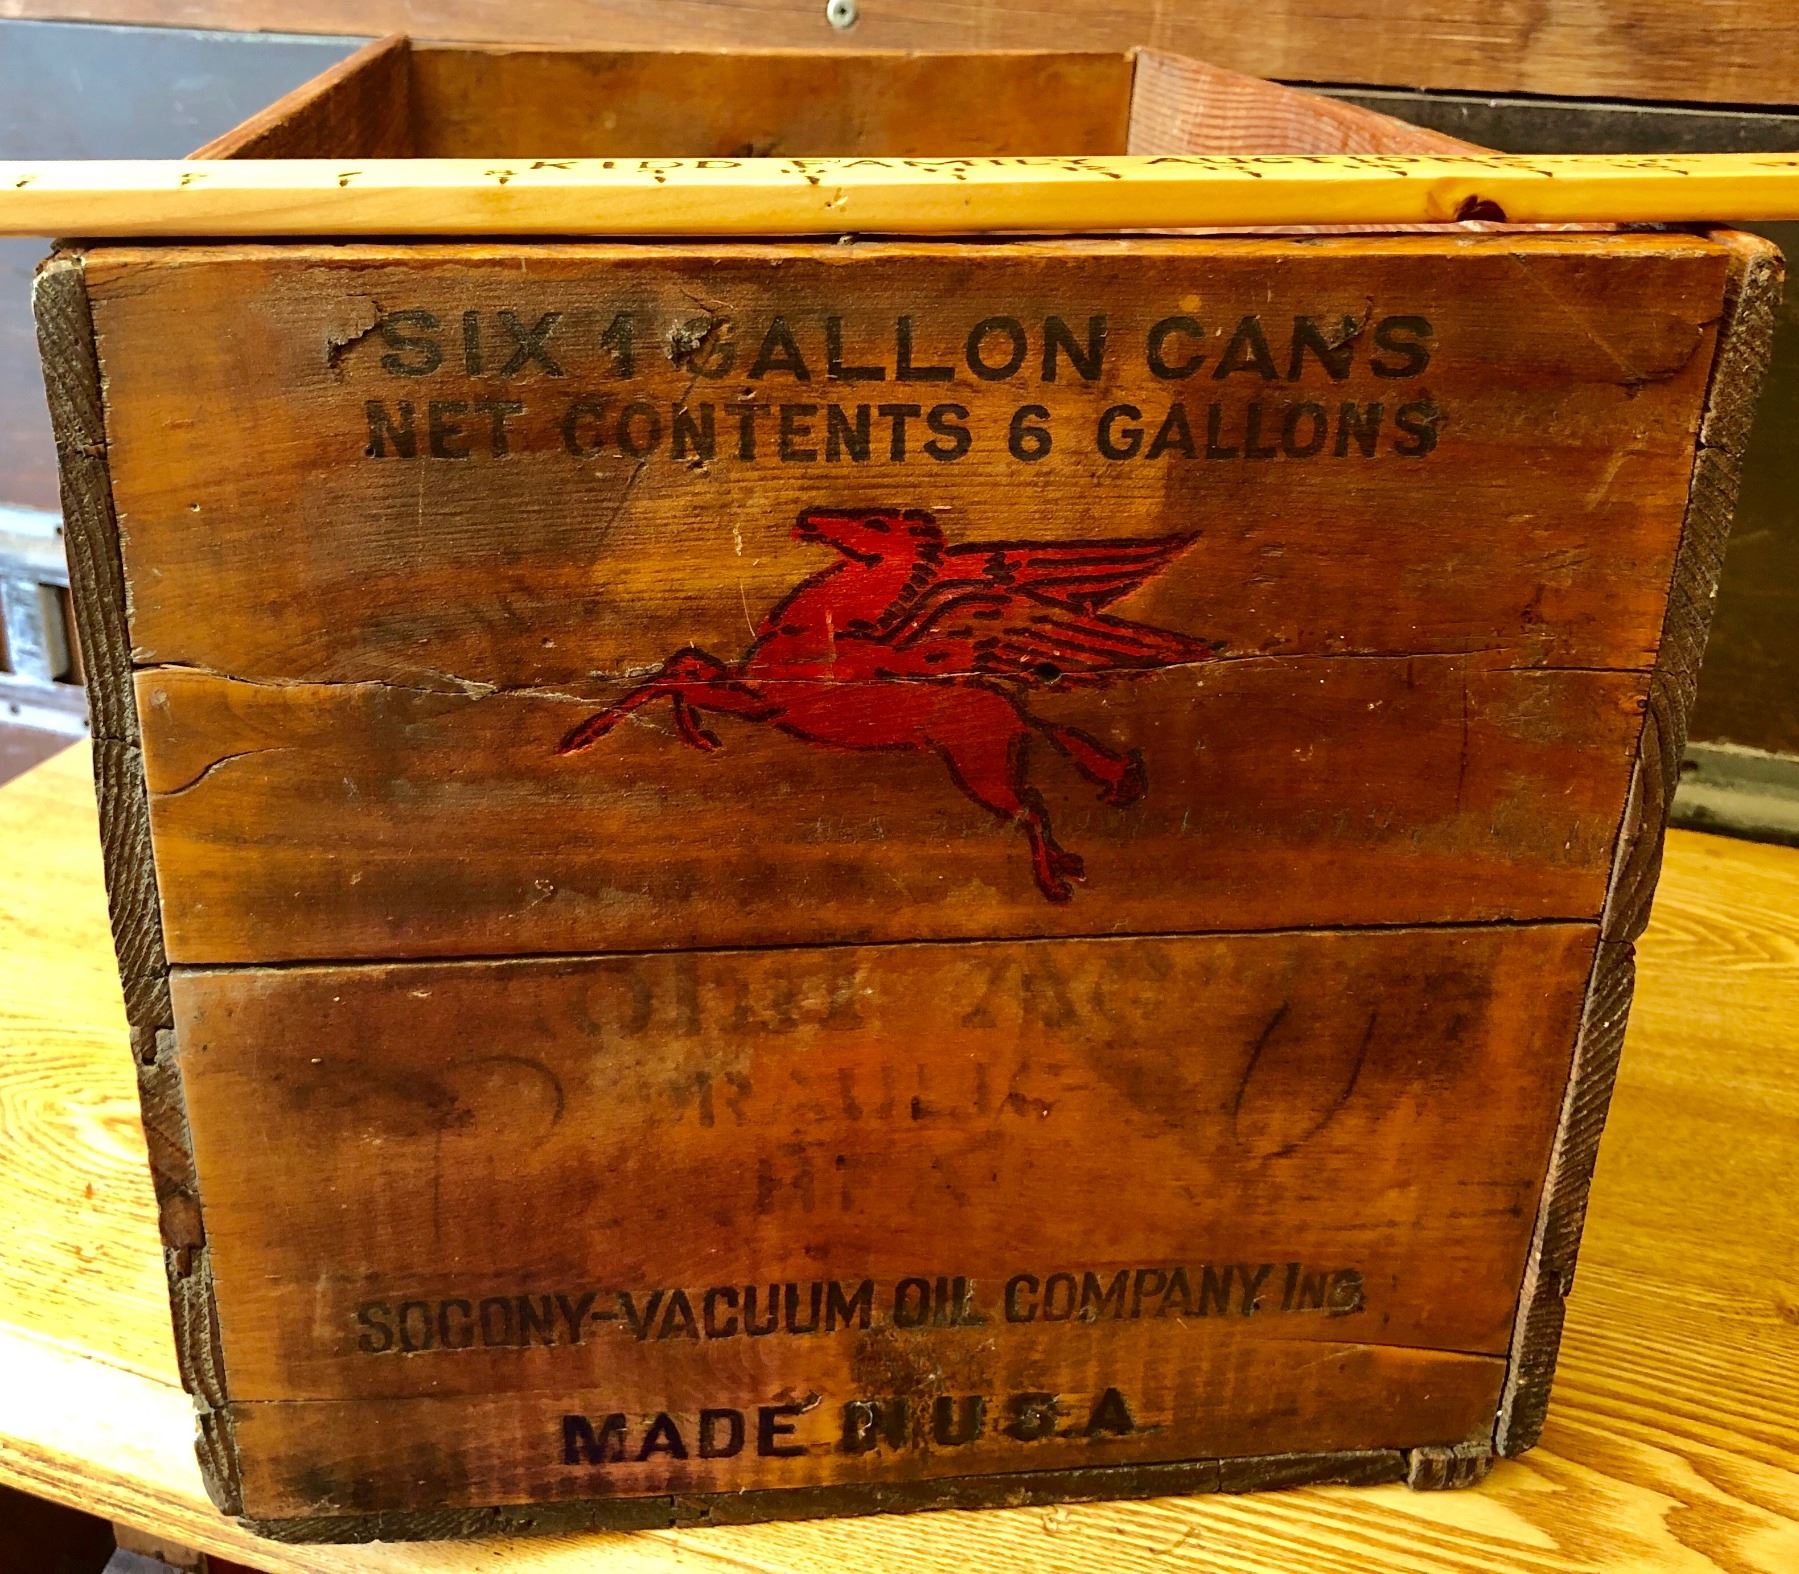 KIDD FAMILY AUCTIONS
SIX 1 GALLON CANS
NET CONTENTS 6 GALLONS
SOCONY-VACUUM OIL COMPANY. INC.
MADE IN U.S.A.